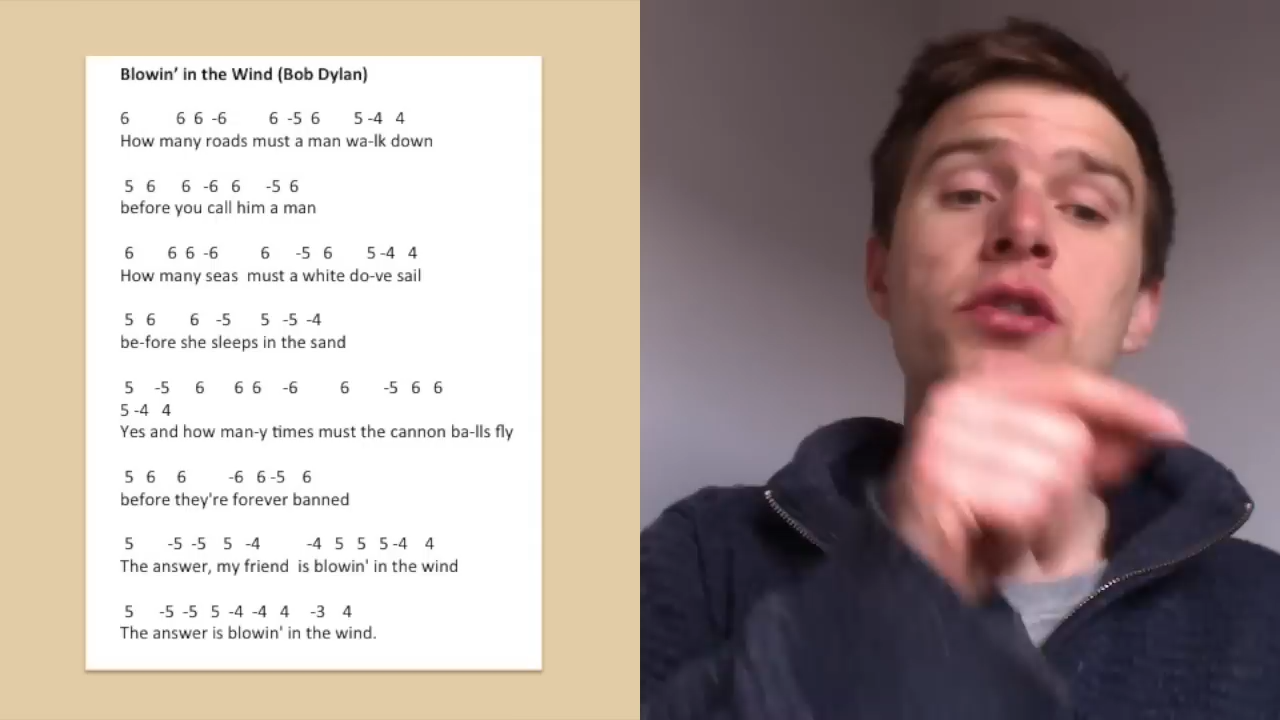 Blowin’ in the Wind (Bob Dylan)
6 6 6 -6 6 -5 6 5 -4 4
How many roads must a man wa-lk down
5 6 6 -6 6 -5 6
before you call him a man
6 6 6 -6 6 -5 6 5 -4 4
How many seas must a white do-ve sail
5 6 6 -5 5 -5 -4
be-fore she sleeps in the sand
5 -5 6 6 6 -6 6 -5 6 6
5 -4 4
Yes and how man-y times must the cannon ba-lls fly
5 6 6 -6 6 -5 6
before they're forever banned
5 -5 -5 5 -4 -4 5 5 5 -4 4
The answer, my friend is blowin' in the wind
5 -5 -5 5 -4 -4 4 -3 4
The answer is blowin' in the wind.